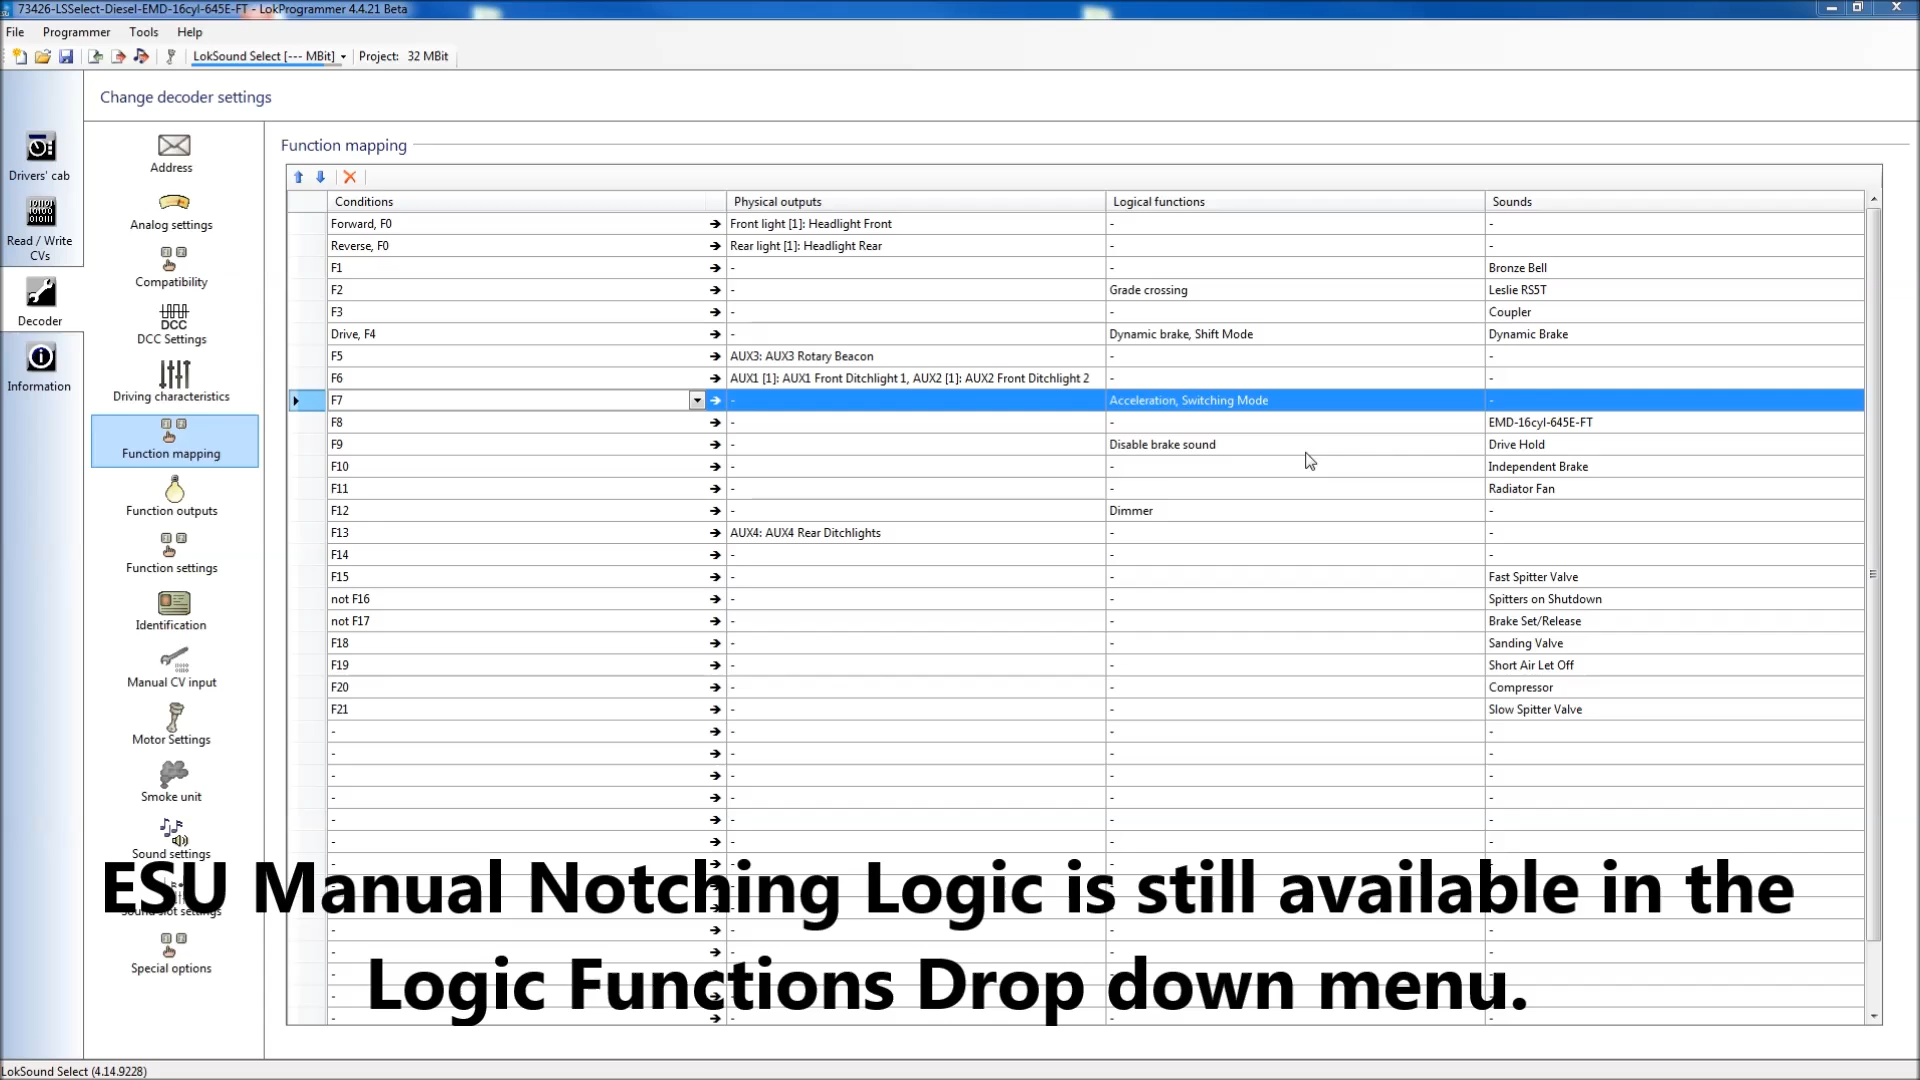 73426-LSSelect-Diesel-EMD-16cyl-645E-FT - LokProgrammer 4.4.21 Beta
File Programmer Tools Help
LokSound Select [--- MBit] Project: 32 MBit
Change decoder settings
Drivers' cab
Read / Write
CVs
Decoder
Information
Address
Analog settings
Compatibility
DCC
DCC Settings
Driving characteristics
Function mapping
Function outputs
Function settings
Identification
Manual CV input
Motor Settings
Smoke unit
Sound settings
Sound slot settings
Special options
Function mapping
Conditions Physical outputs Logical functions Sounds
Forward, F0 Front light [1]: Headlight Front - -
Reverse, F0 Rear light [1]: Headlight Rear - -
F1 - - Bronze Bell
F2 - Grade crossing Leslie RS5T
F3 - - Coupler
Drive, F4 - Dynamic brake, Shift Mode Dynamic Brake
F5 AUX3: AUX3 Rotary Beacon - -
F6 AUX1 [1]: AUX1 Front Ditchlight 1, AUX2 [1]: AUX2 Front Ditchlight 2 - -
F7 - Acceleration, Switching Mode -
F8 - - EMD-16cyl-645E-FT
F9 - Disable brake sound Drive Hold
F10 - - Independent Brake
F11 - - Radiator Fan
F12 - Dimmer -
F13 AUX4: AUX4 Rear Ditchlights - -
F14 - - -
F15 - - Fast Spitter Valve
not F16 - - Spitters on Shutdown
not F17 - - Brake Set/Release
F18 - - Sanding Valve
F19 - - Short Air Let Off
F20 - - Compressor
F21 - - Slow Spitter Valve
ESU Manual Notching Logic is still available in the
Logic Functions Drop down menu.
LokSound Select (4.14.9228)